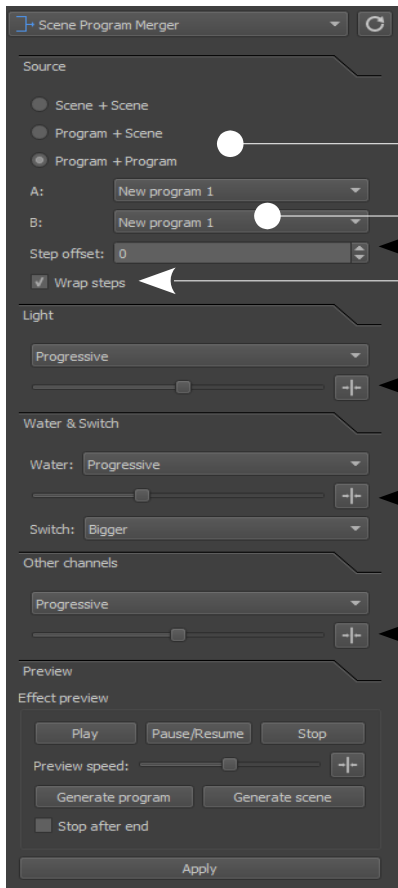 Scene Program Merger
Source
Scene + Scene
Program + Scene
Program + Program
A: New program 1
B: New program 1
Step offset: 0
Wrap steps
Light
Progressive
Water & Switch
Water: Progressive
Switch: Bigger
Other channels
Progressive
Preview
Effect preview
Play Pause/Resume Stop
Preview speed:
Generate program Generate scene
Stop after end
Apply